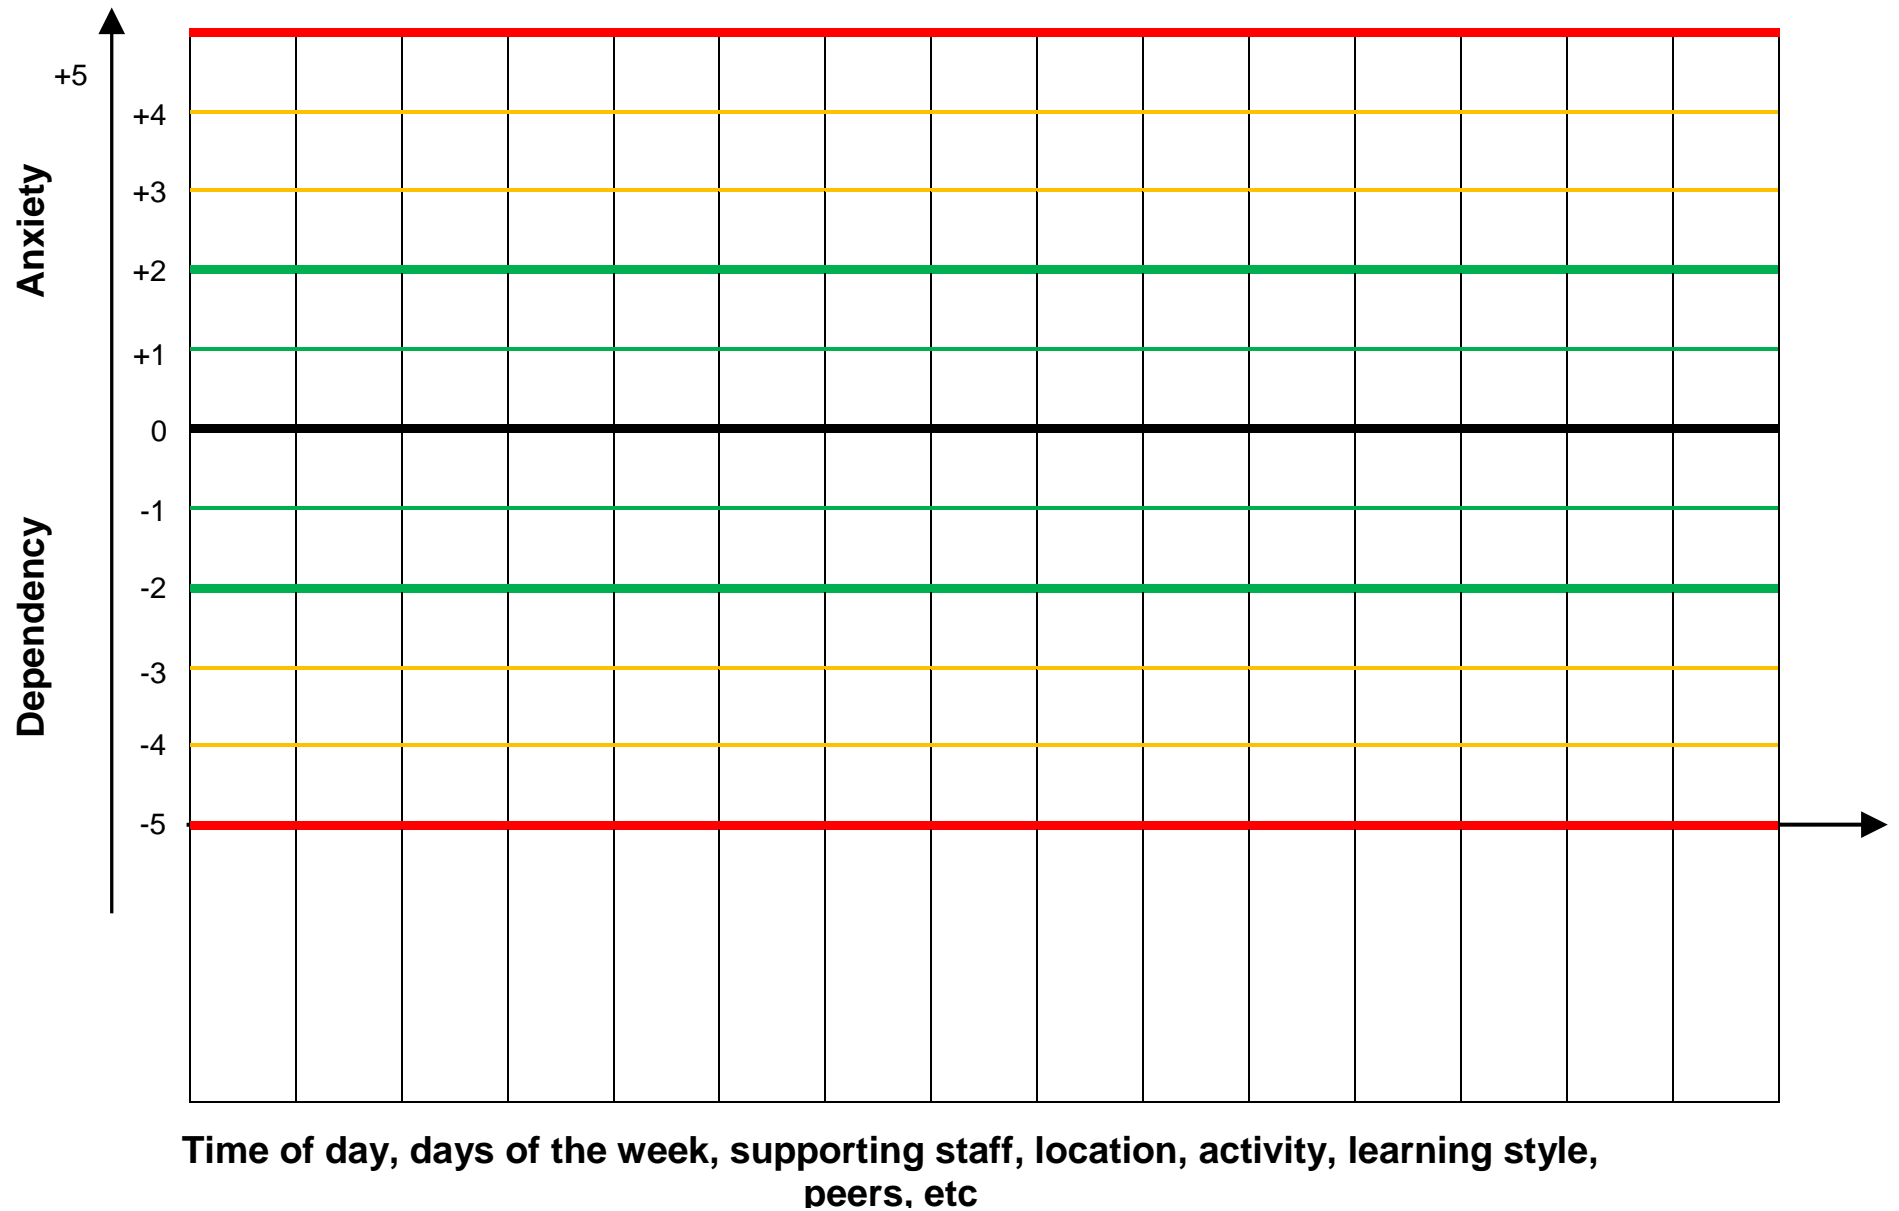 +5
+4
+3
+2
+1
0
-1
-2
-3
-4
-5
Anxiety
Dependency
Time of day, days of the week, supporting staff, location, activity, learning style,
peers, etc